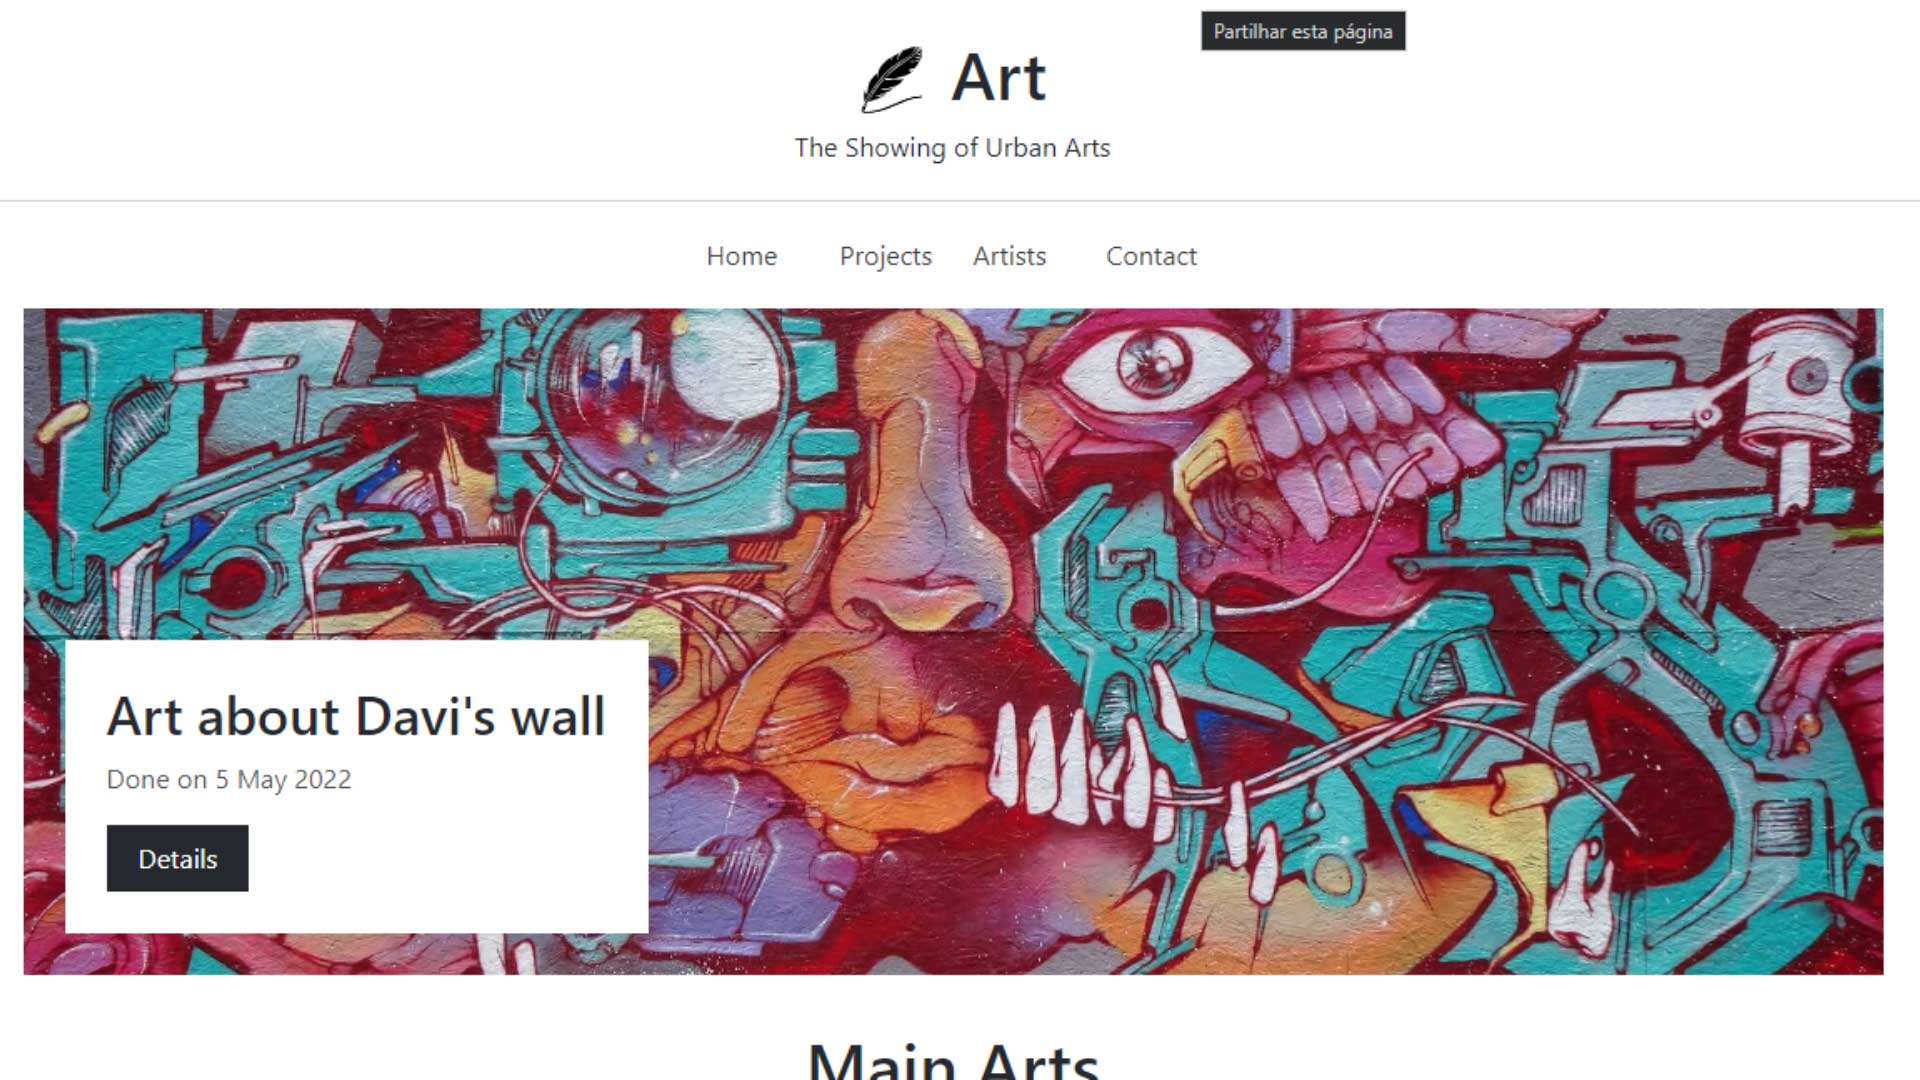 Partilhar esta página
Art
The Showing of Urban Arts
Home Projects Artists Contact
Art about Davi's wall
Done on 5 May 2022
Details
Main Arts